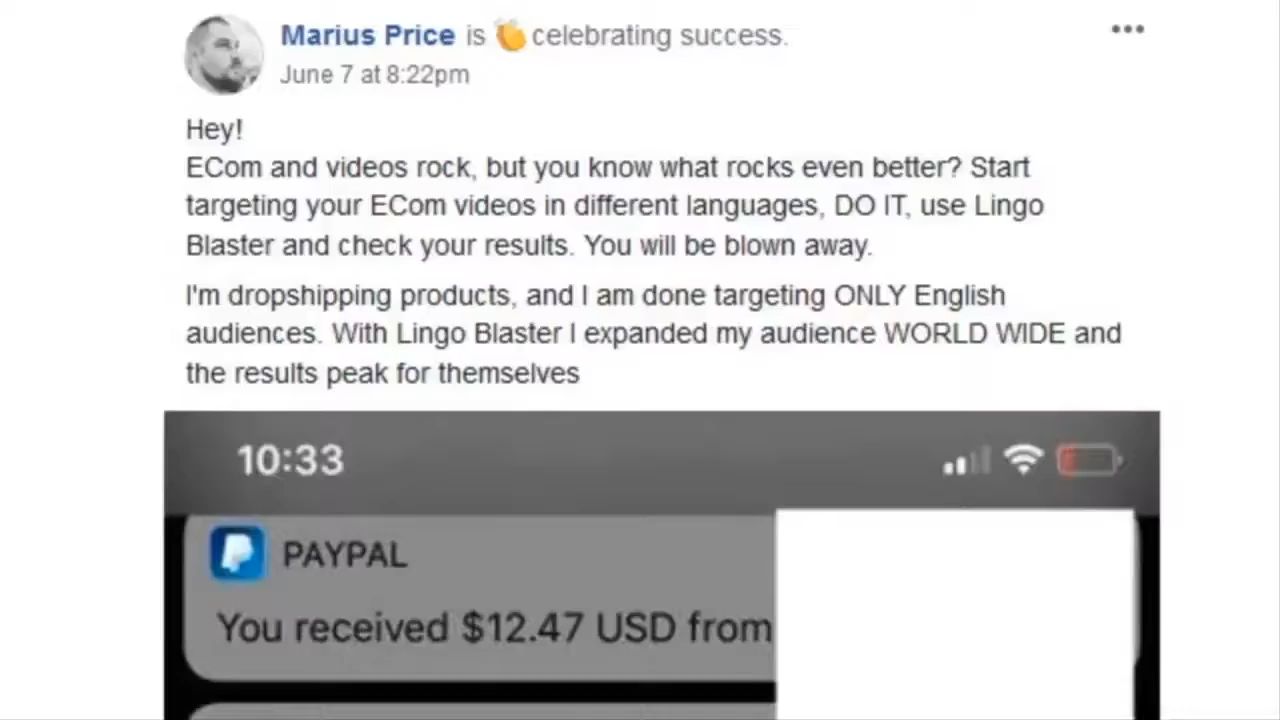 Marius Price is 👏 celebrating success.
June 7 at 8:22pm
Hey!
ECom and videos rock, but you know what rocks even better? Start
targeting your ECom videos in different languages, DO IT, use Lingo
Blaster and check your results. You will be blown away.
I'm dropshipping products, and I am done targeting ONLY English
audiences. With Lingo Blaster I expanded my audience WORLD WIDE and
the results peak for themselves
10:33
PAYPAL
You received $12.47 USD from